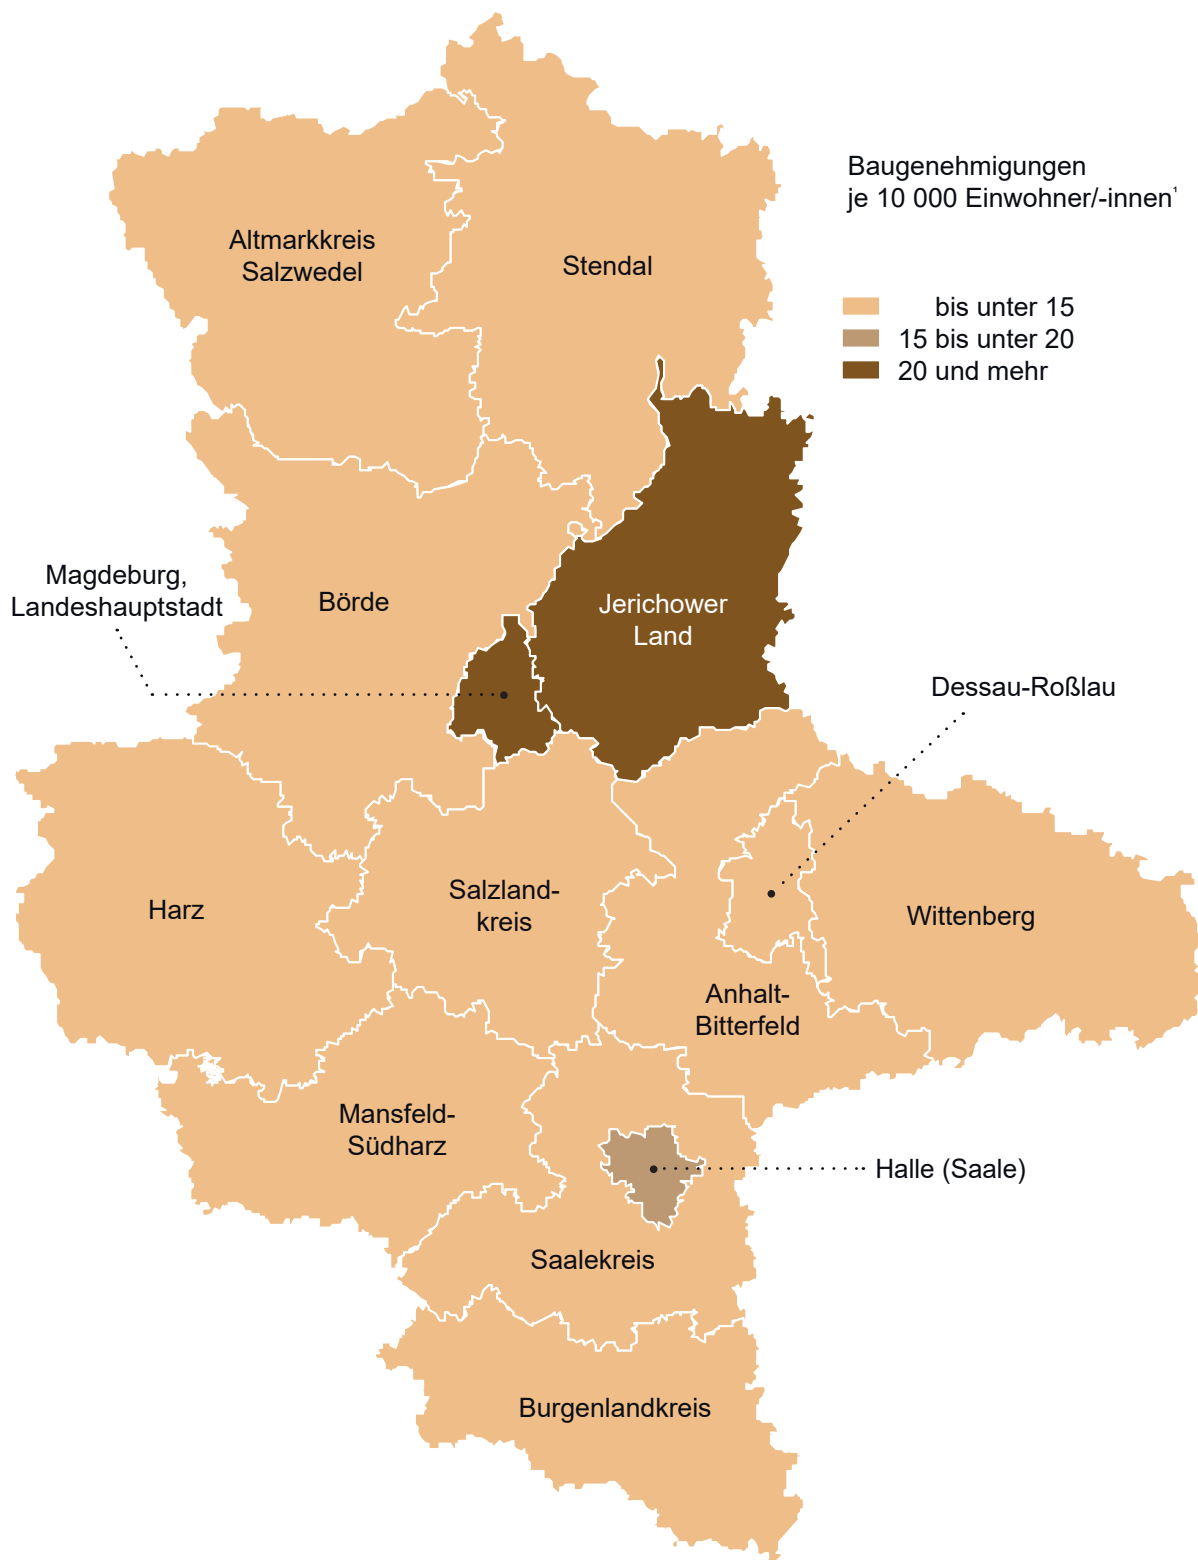 Baugenehmigungen
je 10 000 Einwohner/-innen¹
bis unter 15
15 bis unter 20
20 und mehr
Altmarkkreis
Salzwedel
Stendal
Magdeburg,
Landeshauptstadt
Börde
Jerichower
Land
Dessau-Roßlau
Harz
Salzland-
kreis
Wittenberg
Anhalt-
Bitterfeld
Mansfeld-
Südharz
Halle (Saale)
Saalekreis
Burgenlandkreis